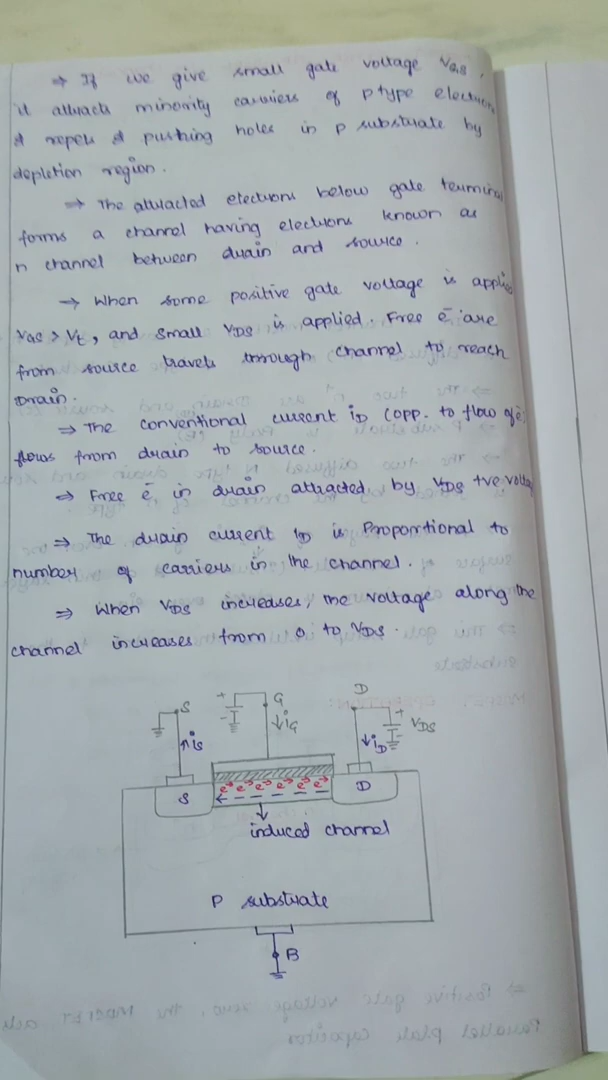 ⇒ If we give small gate voltage VGS,
it attracts minority carriers of p type electrons
& repels & pushing holes in p substrate by
depletion region.
⇒ The attracted electrons below gate terminal
forms a channel having electrons known as
n channel between drain and source.
→ When some positive gate voltage is applied
VGS > Vt, and small VDS is applied. Free e⁻ are
from source travels through channel to reach
Drain.
⇒ The conventional current iD (opp. to flow of e⁻)
flows from drain to source.
⇒ Free e⁻ in drain attracted by VDS +ve voltage
⇒ The drain current ID is Proportional to
number of carriers in the channel.
⇒ When VDS increases, the voltage along the
channel increases from 0 to VDS.
S + - G D + - VDS
↑is ↓iG ↓iD
S e⁻ e⁻ e⁻ e⁻ e⁻ e⁻ D
induced channel
P substrate
B